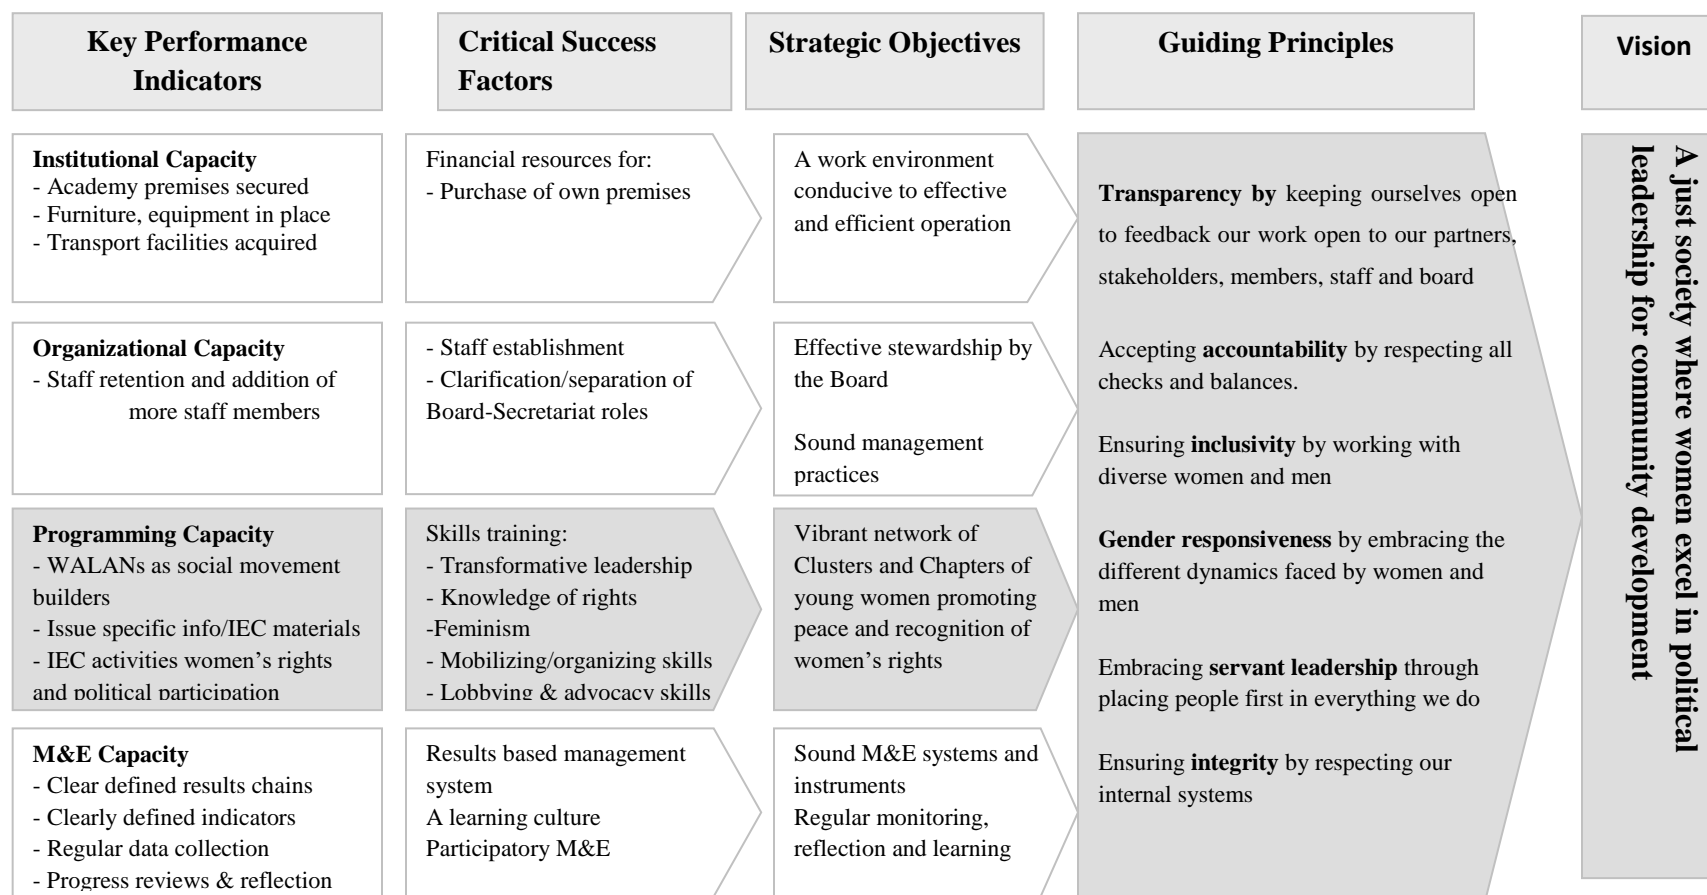 Key Performance
Indicators
Critical Success
Factors
Strategic Objectives
Guiding Principles
Vision
Institutional Capacity
- Academy premises secured
- Furniture, equipment in place
- Transport facilities acquired
Financial resources for:
- Purchase of own premises
A work environment
conducive to effective
and efficient operation
Organizational Capacity
- Staff retention and addition of
more staff members
- Staff establishment
- Clarification/separation of
Board-Secretariat roles
Effective stewardship by
the Board
Sound management
practices
Programming Capacity
- WALANs as social movement
builders
- Issue specific info/IEC materials
- IEC activities women’s rights
and political participation
Skills training:
- Transformative leadership
- Knowledge of rights
-Feminism
- Mobilizing/organizing skills
- Lobbying & advocacy skills
Vibrant network of
Clusters and Chapters of
young women promoting
peace and recognition of
women’s rights
M&E Capacity
- Clear defined results chains
- Clearly defined indicators
- Regular data collection
- Progress reviews & reflection
Results based management
system
A learning culture
Participatory M&E
Sound M&E systems and
instruments
Regular monitoring,
reflection and learning
Transparency by keeping ourselves open
to feedback our work open to our partners,
stakeholders, members, staff and board
Accepting accountability by respecting all
checks and balances.
Ensuring inclusivity by working with
diverse women and men
Gender responsiveness by embracing the
different dynamics faced by women and
men
Embracing servant leadership through
placing people first in everything we do
Ensuring integrity by respecting our
internal systems
A just society where women excel in political
leadership for community development